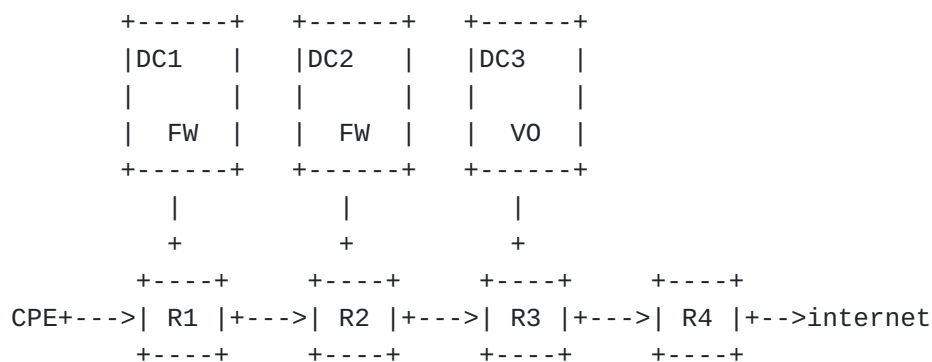 +------+   +------+   +------+
|DC1   |   |DC2   |   |DC3   |
|      |   |      |   |      |
|  FW  |   |  FW  |   |  VO  |
+------+   +------+   +------+
   |          |          |
   +          +          +
 +----+     +----+     +----+     +----+
CPE+--->| R1 |+--->| R2 |+--->| R3 |+--->| R4 |+-->internet
 +----+     +----+     +----+     +----+